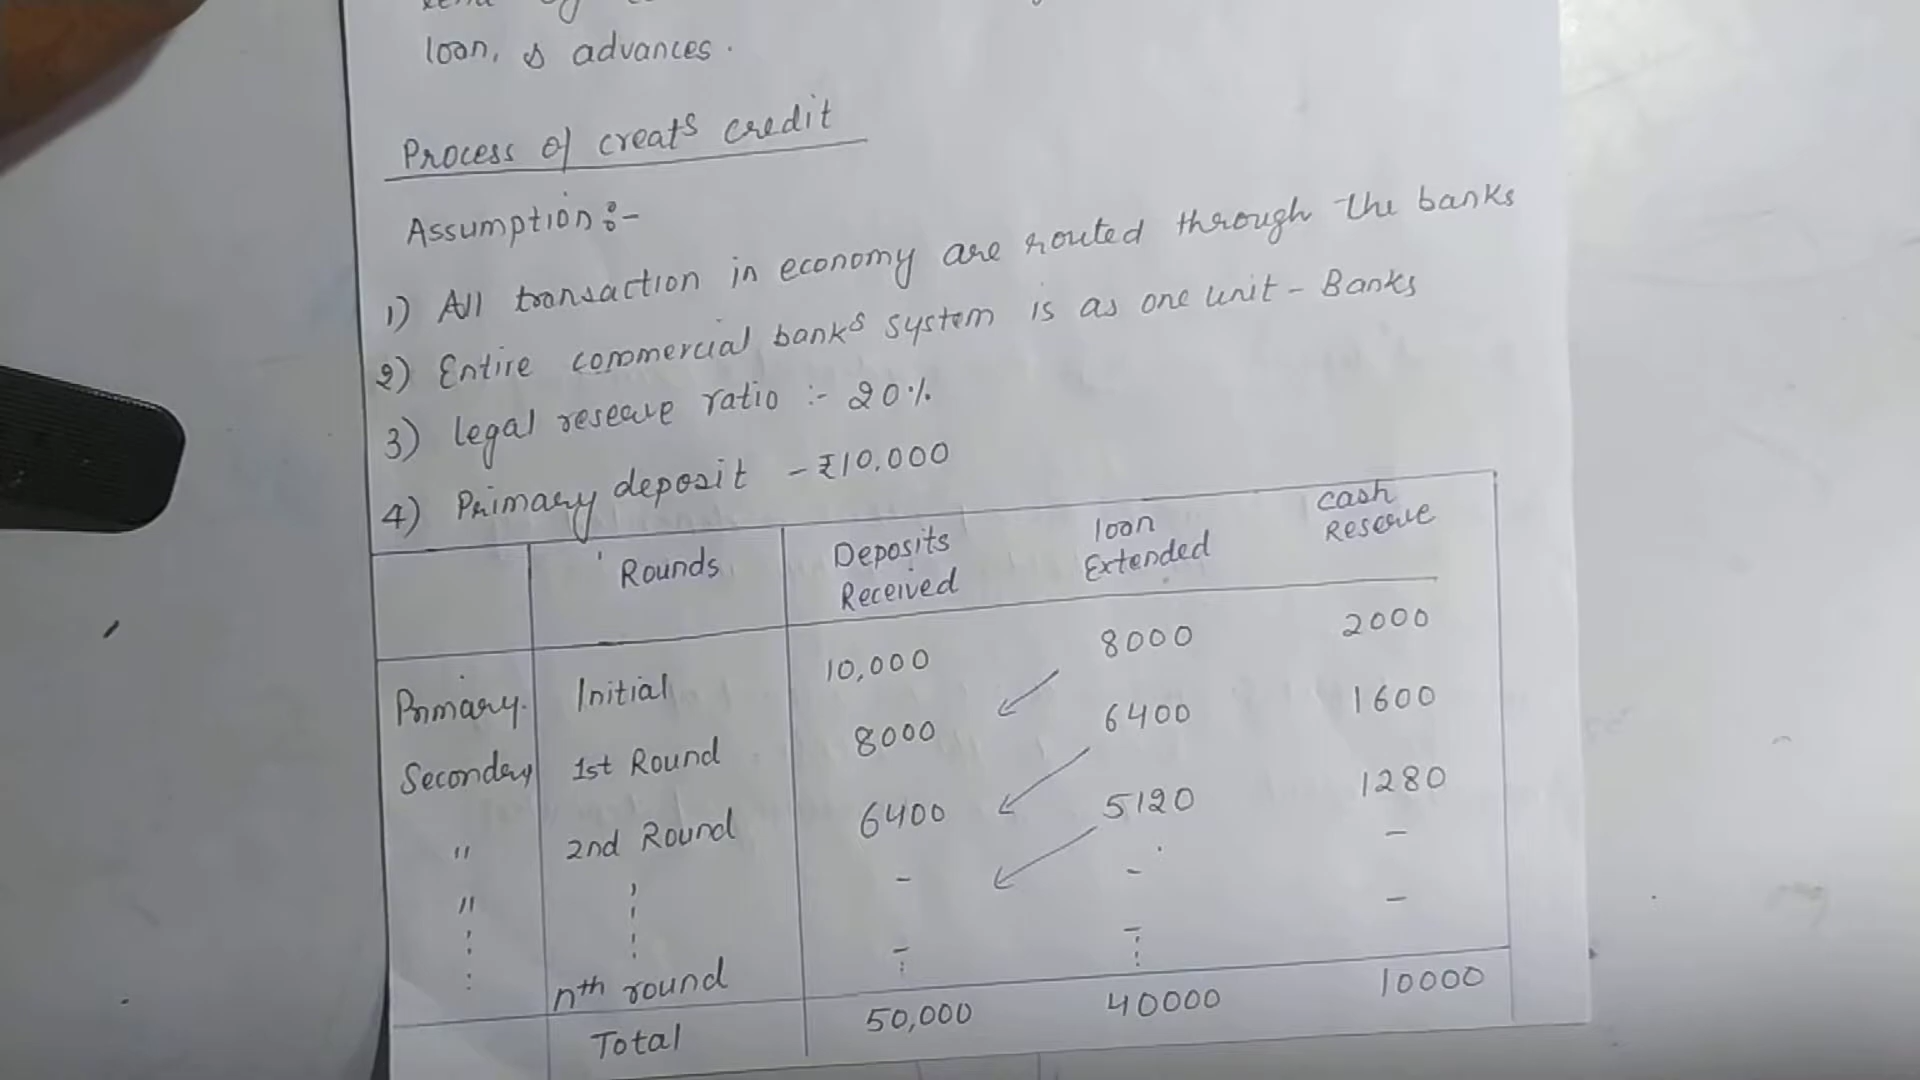 loan, & advances.
Process of creats credit
Assumption :-
1) All transaction in economy are routed through the banks
2) Entire commercial banks system is as one unit - Banks
3) legal reserve ratio :- 20%
4) Primary deposit - ₹10,000
Rounds Deposits Received loan Extended cash Reserve
Primary Initial 10,000 8000 2000
Secondary 1st Round 8000 6400 1600
" 2nd Round 6400 5120 1280
" - - -
nth round - - -
Total 50,000 40000 10000